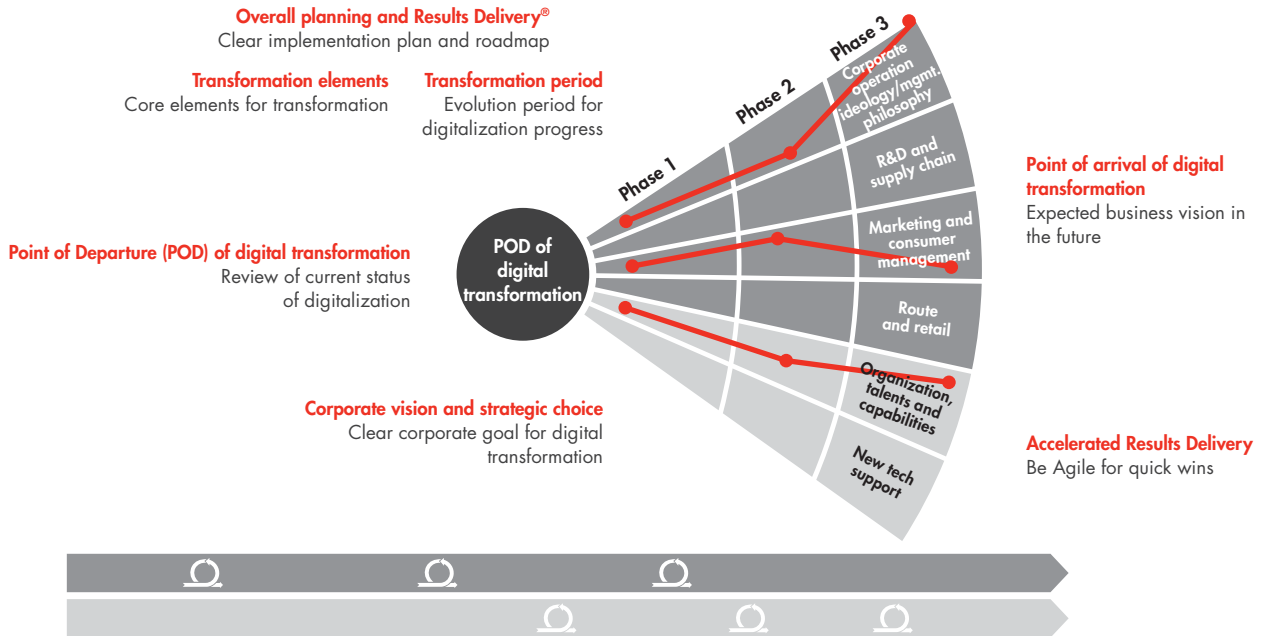 Overall planning and Results Delivery®
Clear implementation plan and roadmap
Transformation elements
Core elements for transformation
Transformation period
Evolution period for
digitalization progress
Point of Departure (POD) of digital transformation
Review of current status
of digitalization
Corporate vision and strategic choice
Clear corporate goal for digital
transformation
POD of
digital
transformation
Phase 1
Phase 2
Phase 3
Corporate
operation
ideology/mgmt.
philosophy
R&D and
supply chain
Marketing and
consumer
management
Route
and retail
Organization,
talents and
capabilities
New tech
support
Point of arrival of digital
transformation
Expected business vision in
the future
Accelerated Results Delivery
Be Agile for quick wins